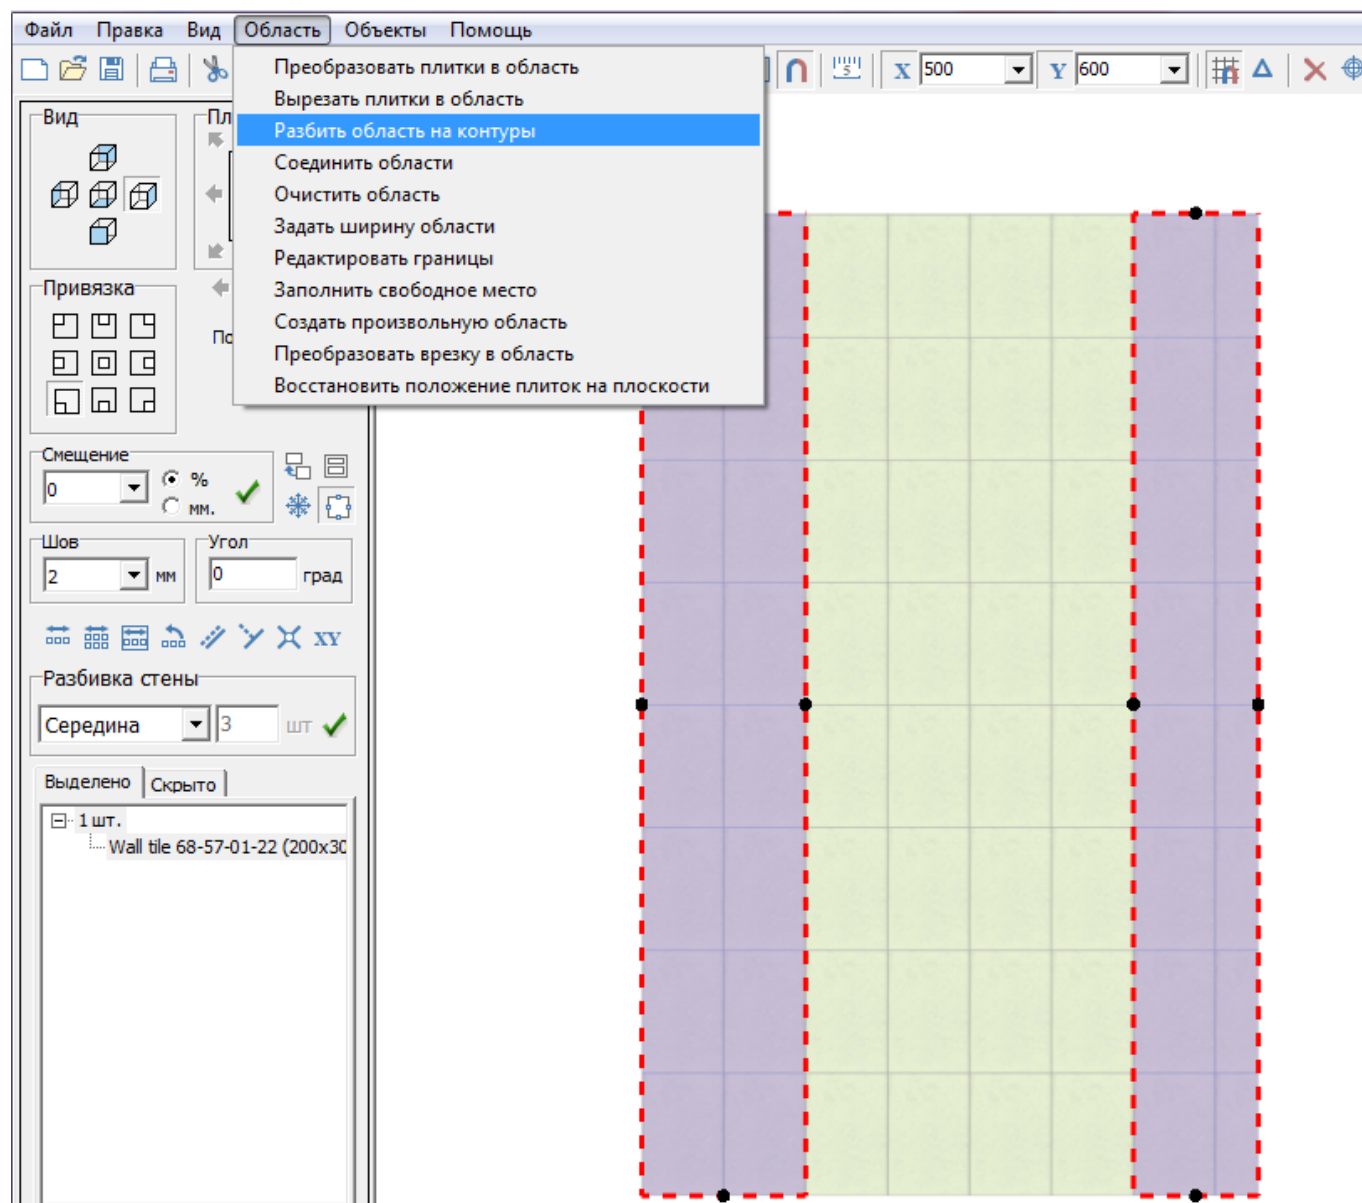 Файл Правка Вид Область Объекты Помощь
X 500 Y 600
5
Преобразовать плитки в область
Вырезать плитки в область
Разбить область на контуры
Соединить области
Очистить область
Задать ширину области
Редактировать границы
Заполнить свободное место
Создать произвольную область
Преобразовать врезку в область
Восстановить положение плиток на плоскости
Вид
Пл
Привязка
По
Смещение
0 % мм.
Шов
2 мм
Угол
0 град
XY
Разбивка стены
Середина 3 шт
Выделено Скрыто
1 шт.
Wall tile 68-57-01-22 (200x30